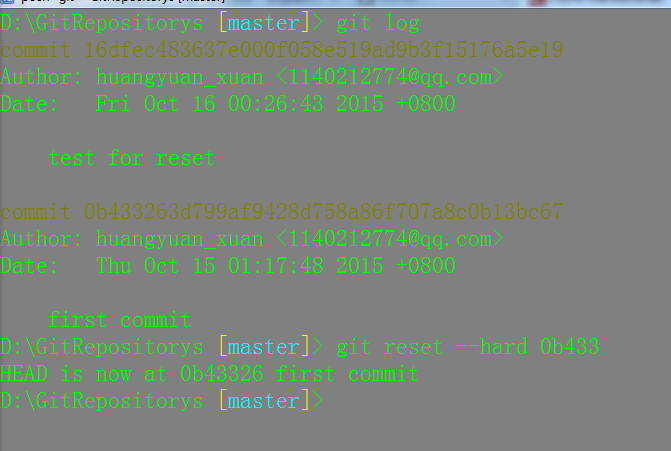 D:\GitRepositorys [master]> git log
commit 16dfec483637e000f058e519ad9b3f15176a5e19
Author: huangyuan_xuan <1140212774@qq.com>
Date: Fri Oct 16 00:26:43 2015 +0800
test for reset
commit 0b433263d799af9428d758a86f707a8c0b13bc67
Author: huangyuan_xuan <1140212774@qq.com>
Date: Thu Oct 15 01:17:48 2015 +0800
first commit
D:\GitRepositorys [master]> git reset --hard 0b433
HEAD is now at 0b43326 first commit
D:\GitRepositorys [master]>